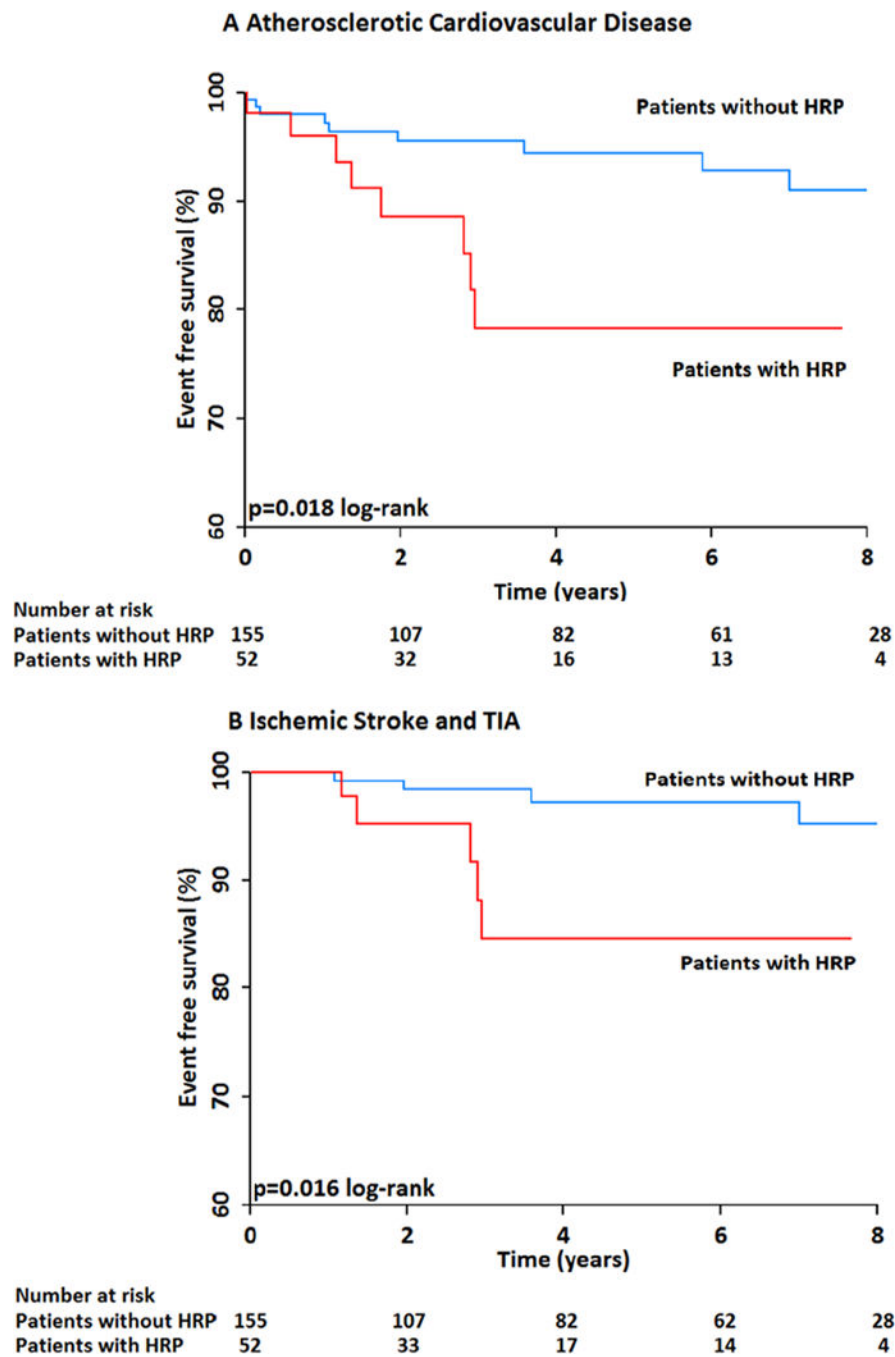 A Atherosclerotic Cardiovascular Disease
100
90
80
70
60
Event free survival (%)
Patients without HRP
Patients with HRP
p=0.018 log-rank
0 2 4 6 8
Time (years)
Number at risk
Patients without HRP 155 107 82 61 28
Patients with HRP 52 32 16 13 4
B Ischemic Stroke and TIA
100
90
80
70
60
Event free survival (%)
Patients without HRP
Patients with HRP
p=0.016 log-rank
0 2 4 6 8
Time (years)
Number at risk
Patients without HRP 155 107 82 62 28
Patients with HRP 52 33 17 14 4